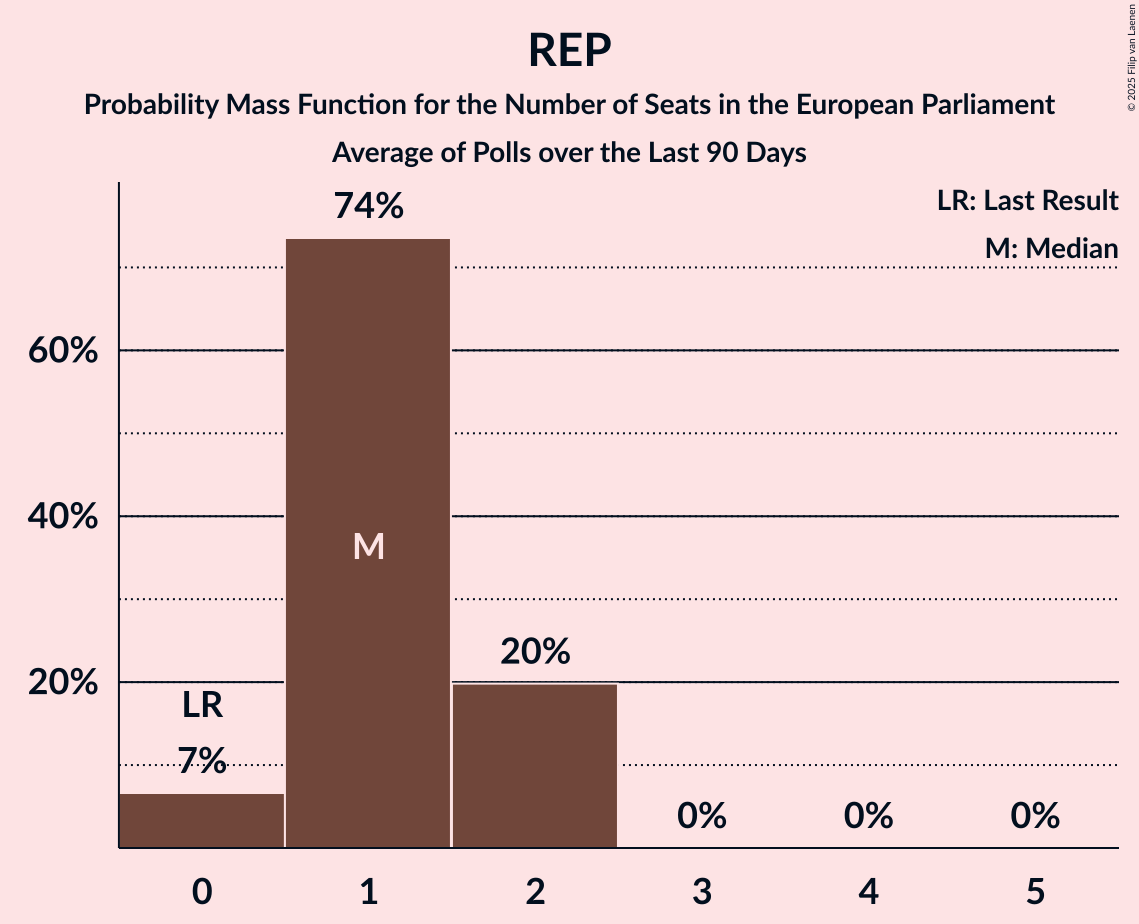 REP
Probability Mass Function for the Number of Seats in the European Parliament
Average of Polls over the Last 90 Days
© 2025 Filip van Laenen
LR: Last Result
M: Median
74%
60%
M
40%
20%
20%
LR
7%
0%
0%
0%
0
1
2
3
4
5